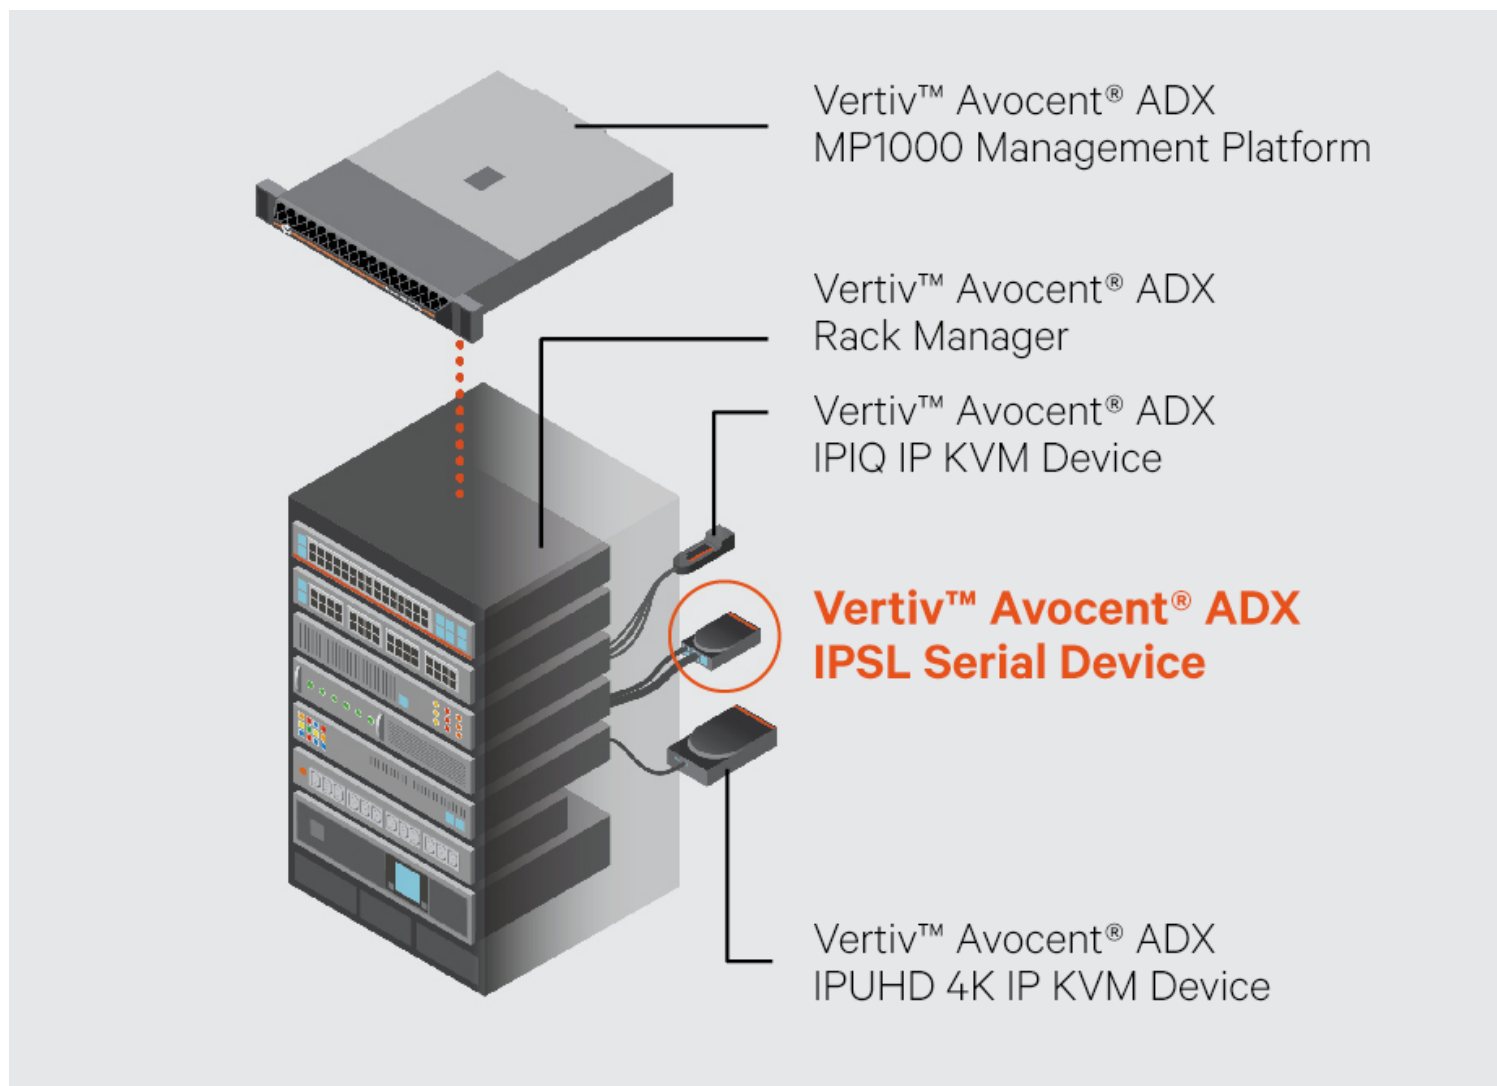 Vertiv™ Avocent® ADX
MP1000 Management Platform
Vertiv™ Avocent® ADX
Rack Manager
Vertiv™ Avocent® ADX
IPIQ IP KVM Device
Vertiv™ Avocent® ADX
IPSL Serial Device
Vertiv™ Avocent® ADX
IPUHD 4K IP KVM Device